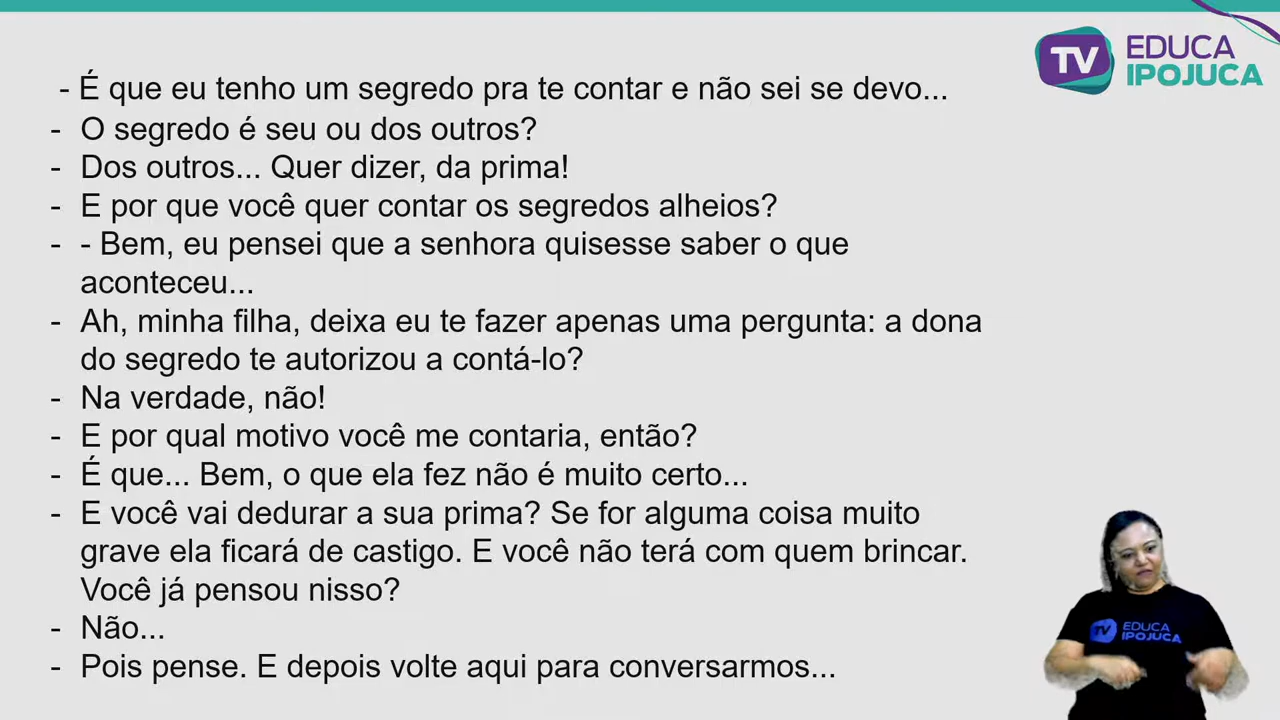 TV EDUCA
IPOJUCA
- É que eu tenho um segredo pra te contar e não sei se devo...
- O segredo é seu ou dos outros?
- Dos outros... Quer dizer, da prima!
- E por que você quer contar os segredos alheios?
- - Bem, eu pensei que a senhora quisesse saber o que
aconteceu...
- Ah, minha filha, deixa eu te fazer apenas uma pergunta: a dona
do segredo te autorizou a contá-lo?
- Na verdade, não!
- E por qual motivo você me contaria, então?
- É que... Bem, o que ela fez não é muito certo...
- E você vai dedurar a sua prima? Se for alguma coisa muito
grave ela ficará de castigo. E você não terá com quem brincar.
Você já pensou nisso?
- Não...
- Pois pense. E depois volte aqui para conversarmos...
TV EDUCA
IPOJUCA